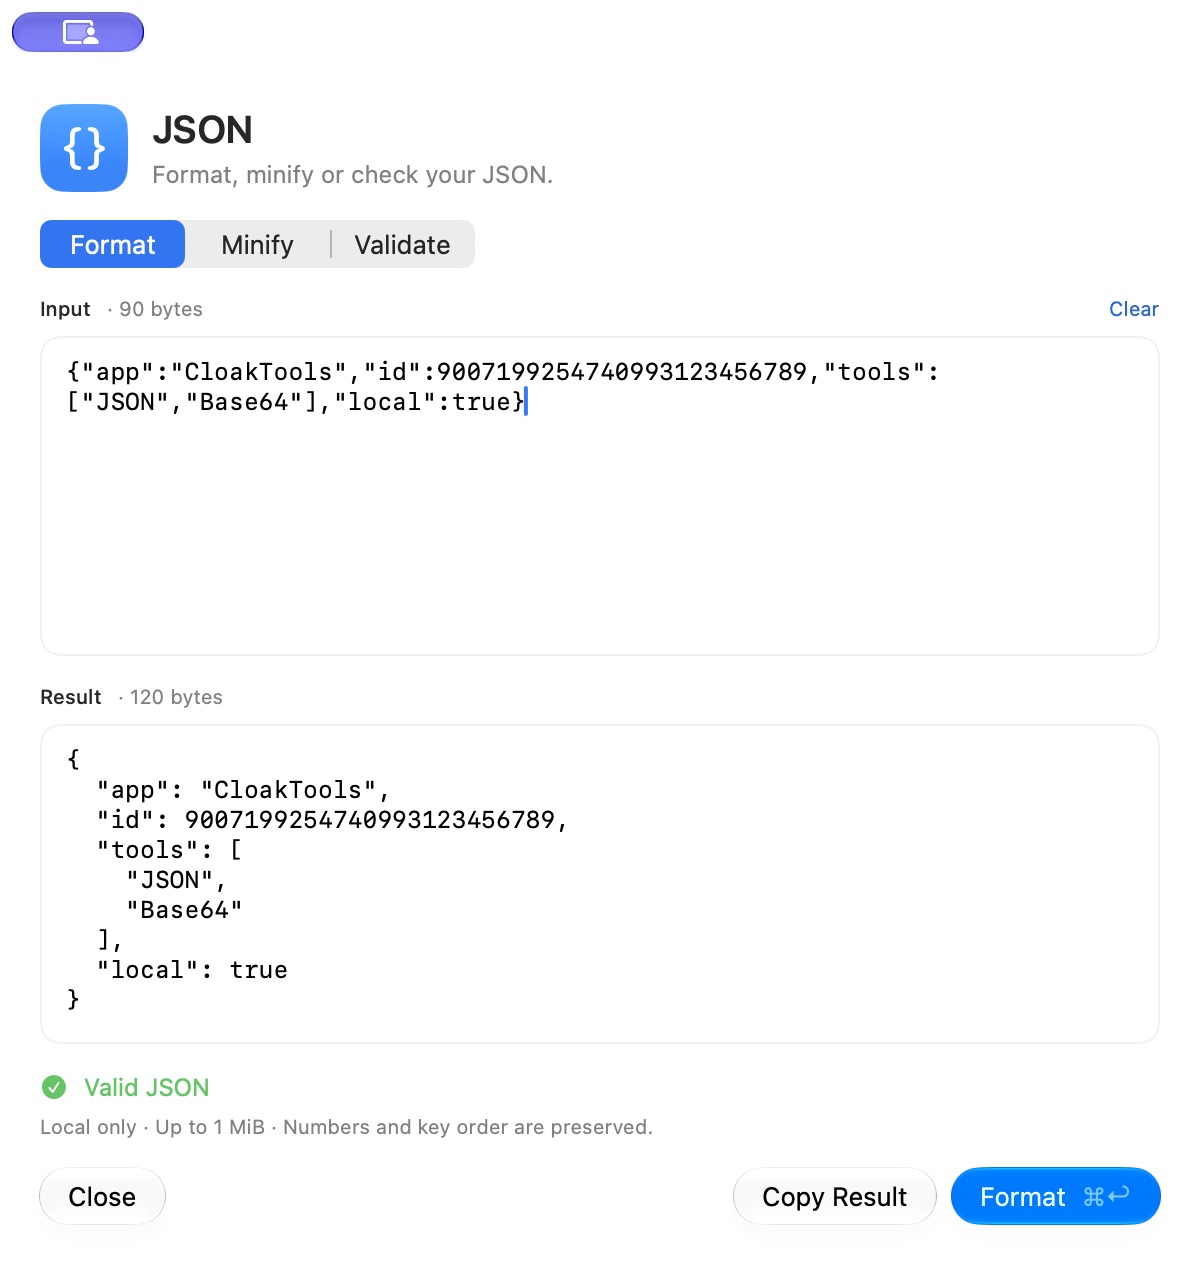 {}
JSON
Format, minify or check your JSON.
Format Minify Validate
Input · 90 bytes Clear
{"app":"CloakTools","id":9007199254740993123456789,"tools":
["JSON","Base64"],"local":true}
Result · 120 bytes
{
  "app": "CloakTools",
  "id": 9007199254740993123456789,
  "tools": [
    "JSON",
    "Base64"
  ],
  "local": true
}
Valid JSON
Local only · Up to 1 MiB · Numbers and key order are preserved.
Close Copy Result Format ⌘↩